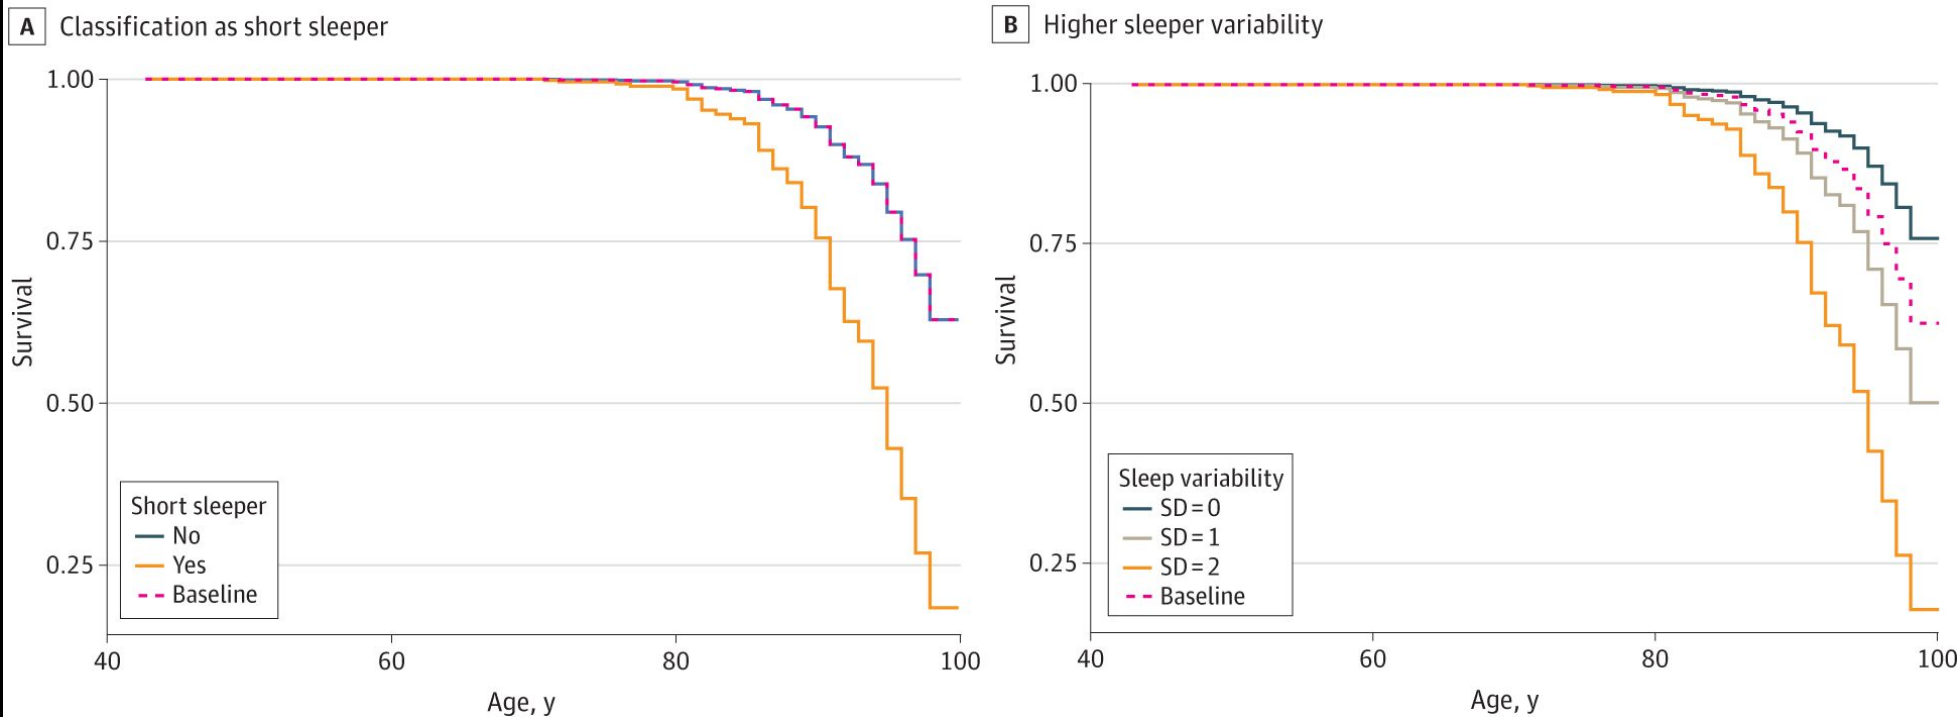 A Classification as short sleeper
1.00
0.75
0.50
0.25
Survival
Short sleeper
No
Yes
Baseline
40 60 80 100
Age, y
B Higher sleeper variability
1.00
0.75
0.50
0.25
Survival
Sleep variability
SD = 0
SD = 1
SD = 2
Baseline
40 60 80 100
Age, y